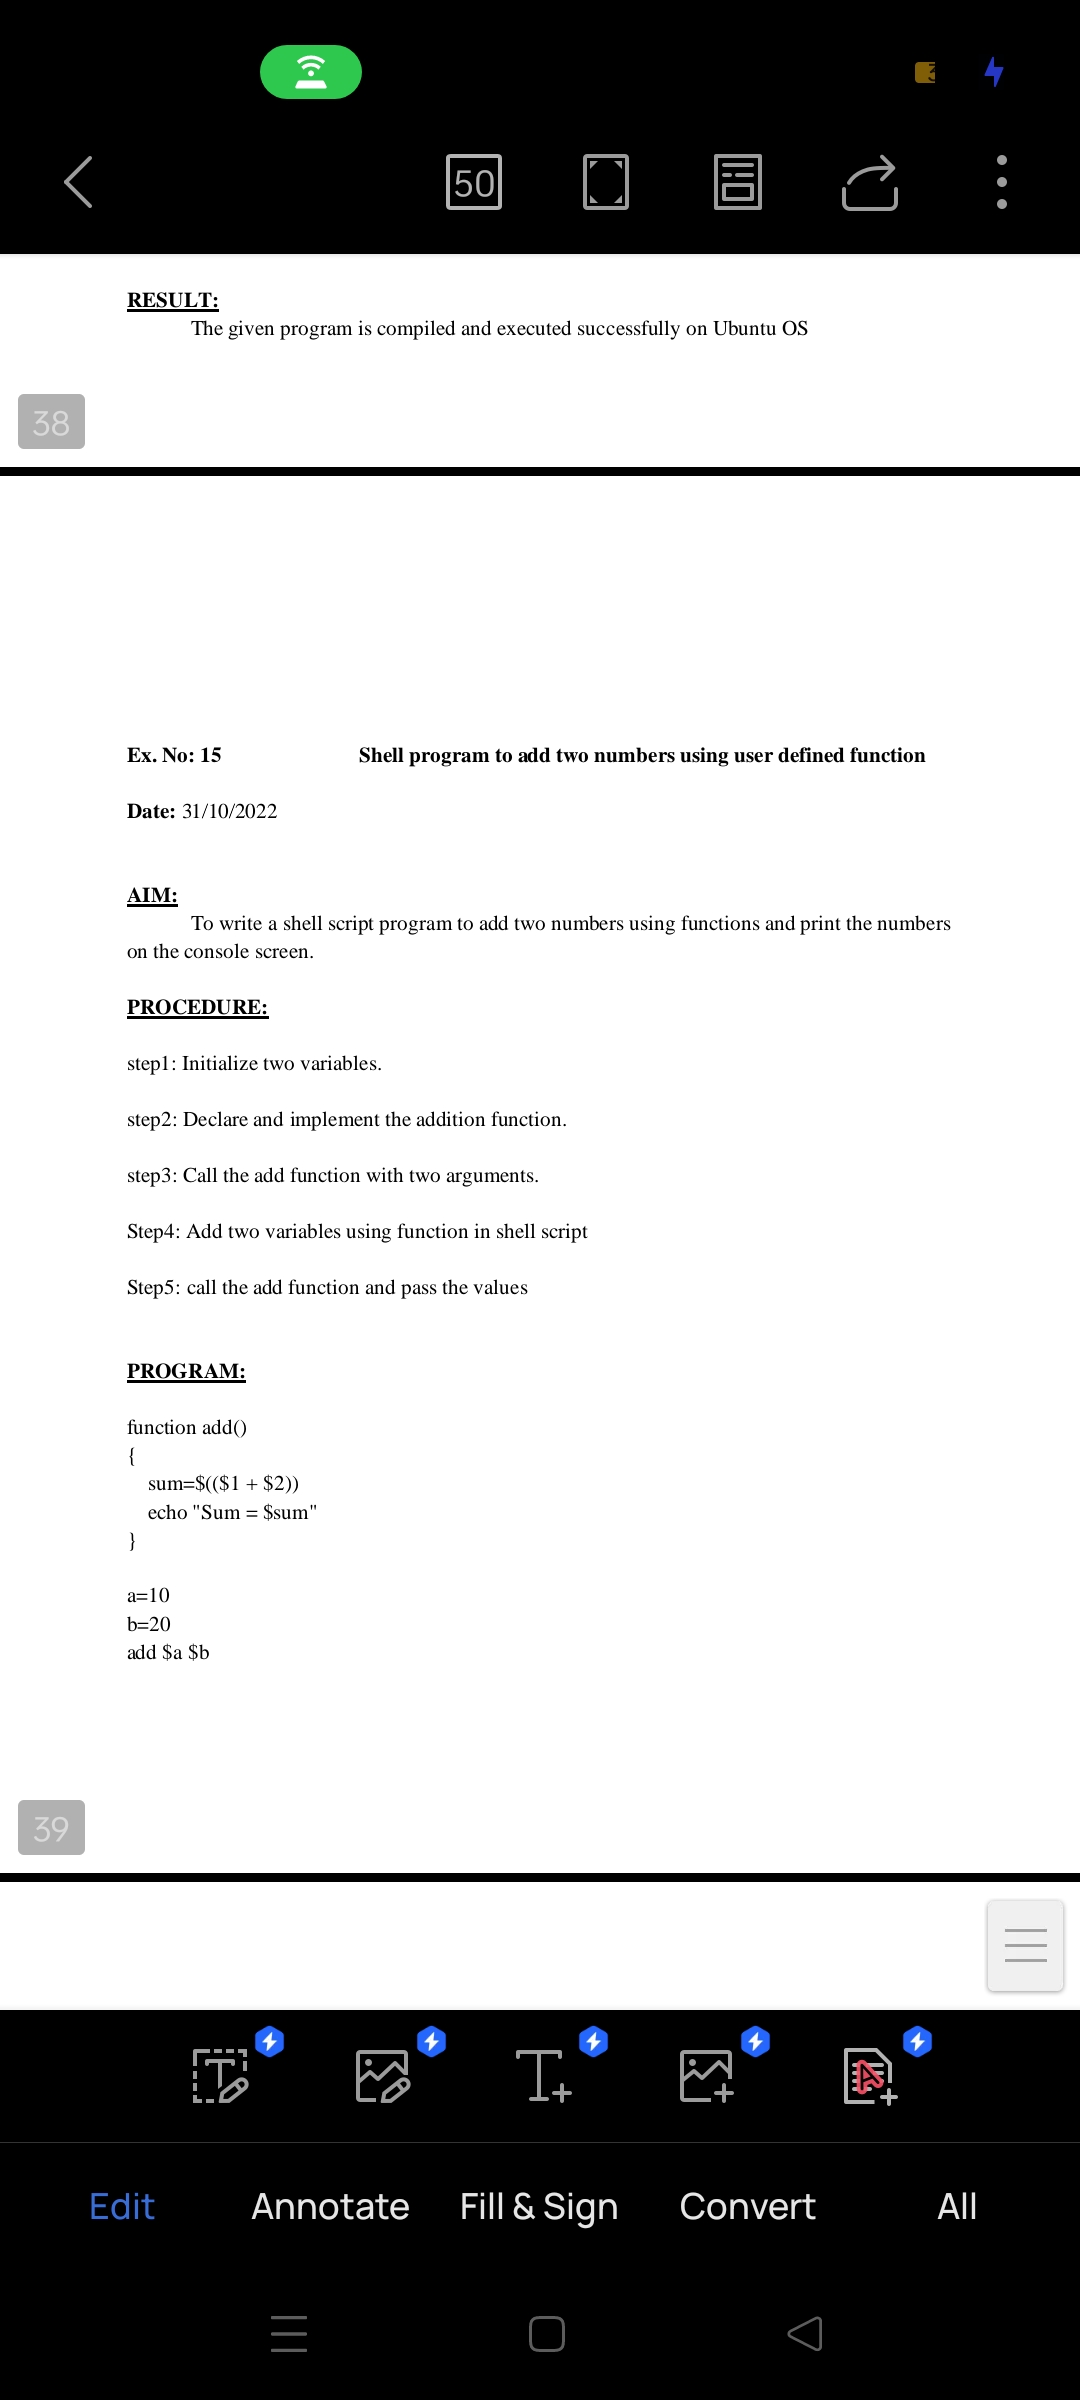 50
RESULT:
The given program is compiled and executed successfully on Ubuntu OS
38
Ex. No: 15 Shell program to add two numbers using user defined function
Date: 31/10/2022
AIM:
To write a shell script program to add two numbers using functions and print the numbers
on the console screen.
PROCEDURE:
step1: Initialize two variables.
step2: Declare and implement the addition function.
step3: Call the add function with two arguments.
Step4: Add two variables using function in shell script
Step5: call the add function and pass the values
PROGRAM:
function add()
{
sum=$(($1 + $2))
echo "Sum = $sum"
}
a=10
b=20
add $a $b
39
Edit Annotate Fill & Sign Convert All